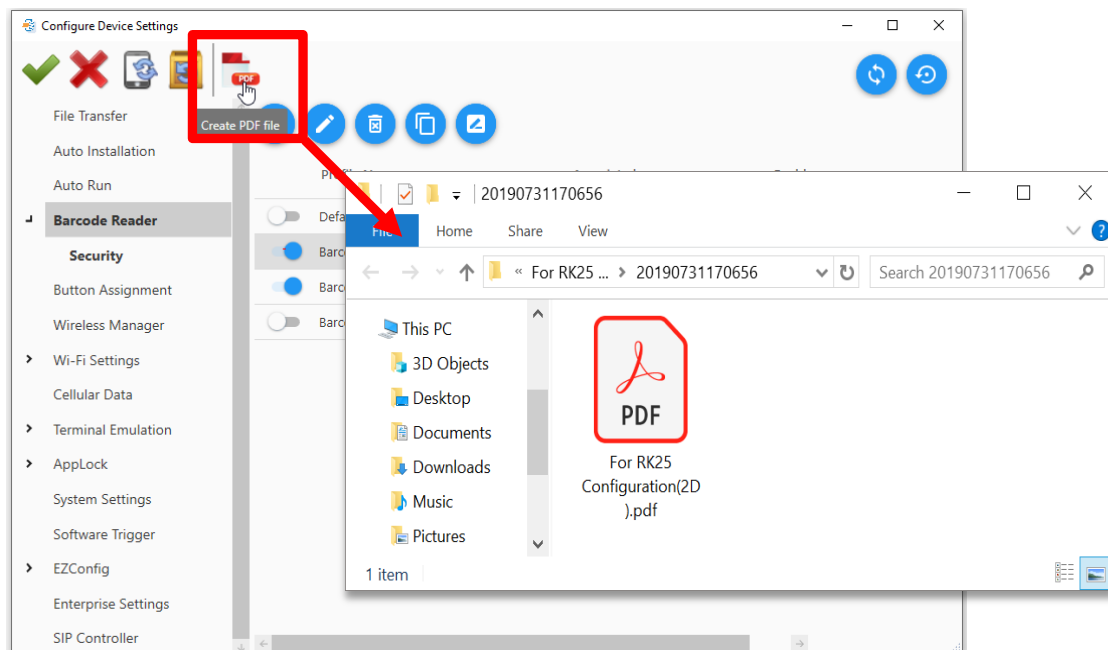 Configure Device Settings
PDF
Create PDF file
File Transfer
Auto Installation
Auto Run
Barcode Reader
Security
Button Assignment
Wireless Manager
Wi-Fi Settings
Cellular Data
Terminal Emulation
AppLock
System Settings
Software Trigger
EZConfig
Enterprise Settings
SIP Controller
Defa
Barc
Barc
Barc
20190731170656
File
Home
Share
View
?
« For RK25 ... > 20190731170656
Search 20190731170656
This PC
3D Objects
Desktop
Documents
Downloads
Music
Pictures
PDF
For RK25
Configuration(2D
).pdf
1 item